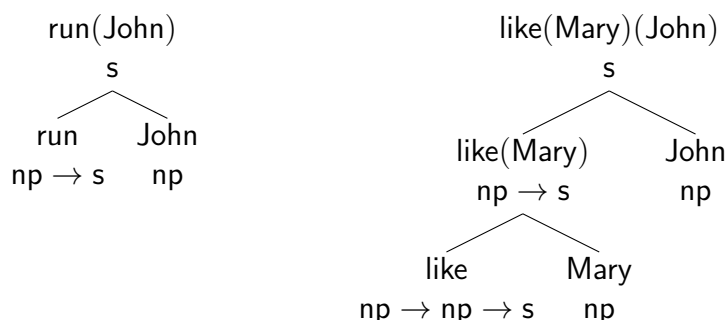 run(John)
s
run John
np → s np
like(Mary)(John)
s
like(Mary) John
np → s np
like Mary
np → np → s np